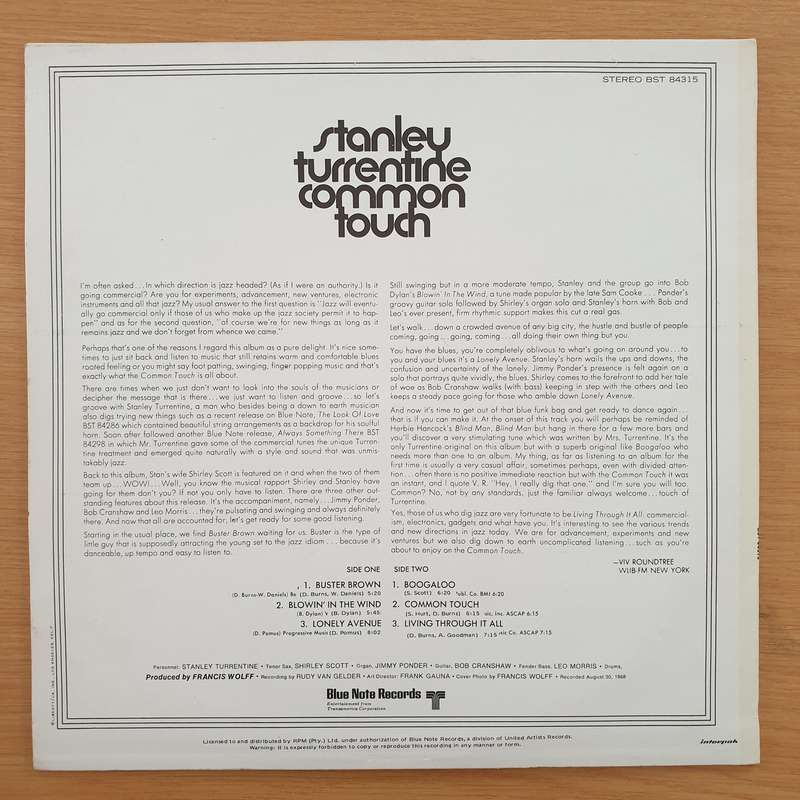 STEREO BST 84315
stanley
turrentine
common
touch
I'm often asked... In which direction is jazz headed? (As if I were an authority.) Is it
going commercial? Are you for experiments, advancement, new ventures, electronic
instruments and all that jazz? My usual answer to the first question is "Jazz will eventu-
ally go commercial only if those of us who make up the jazz society permit it to hap-
pen" and as for the second question, "of course we're for new things as long as it
remains jazz and we don't forget from whence we came."
Perhaps that's one of the reasons I regard this album as a pure delight. It's nice some-
times to just sit back and listen to music that still retains warm and comfortable blues
rooted feeling or you might say foot patting, swinging, finger popping music and that's
exactly what the Common Touch is all about.
There are times when we just don't want to look into the souls of the musicians or
decipher the message that is there... we just want to listen and groove... so let's
groove with Stanley Turrentine, a man who besides being a down to earth musician
also digs trying new things such as in an decent ease on Blue Note, The Look Of Love
BST 84286 which contained beautiful string arrangements as a backdrop for his soulful
horn. Soon after followed another Blue Note release, Always Something There BST
84298 in which Mr. Turrentine gave some of the commercial tunes the unique Turren-
tine treatment and emerged quite naturally with a style and sound that was unmis-
takably jazz.
Back to this album, Stan's wife Shirley Scott is featured on it and when the two of them
team up... WOW!... Well, you know the musical rapport Shirley and Stanley have
going for them don't you? If not you only have to listen. There are three other out-
standing features about this release. It's the accompaniment, namely... Jimmy Ponder,
Bob Cranshaw and Leo Morris... they're pulsating and swinging and always definitely
there. And now that all are accounted for, let's get ready for some good listening.
Starting in the usual place, we find Buster Brown waiting for us. Buster is the type of
little guy that is supposedly attracting the young set to the jazz idiom... because it's
danceable, up tempo and easy to listen to.
Still swinging but in a more moderate tempo, Stanley and the group go into Bob
Dylan's Blowin' In The Wind, a tune made popular by the late Sam Cooke... Ponder's
groovy guitar solo followed by Shirley's organ solo and Stanley's horn with Bob and
Leo's ever present, firm rhythmic support makes this cut a real gas.
Let's walk... down a crowded avenue of any big city, the hustle and bustle of people
coming, going... going, coming... all doing their own thing but you.
You have the blues, you're completely oblivous to what's going on around you... to
you and your blues it's a Lonely Avenue. Stanley's horn wails the ups and downs, the
confusion and uncertainty of the lonely. Jimmy Ponder's presence is felt again on a
solo that portrays quite vividly, the blues. Shirley comes to the forefront to add her tale
of woe as Bob Cranshaw walks (with bass) keeping in step with the others and Leo
keeps a steady pace going for those who amble down Lonely Avenue.
And now it's time to get out of that blue funk bag and get ready to dance again...
that is if you can make it. At the onset of this track you will perhaps be reminded of
Herbie Hancock's Blind Man, Blind Man but hang in there for a few more bars and
you'll discover a very stimulating tune which was written by Mrs. Turrentine. It's the
only Turrentine original on this album but with a superb original like Boogaloo who
needs more than one to an album. My thing, as far as listening to an album for the
first time is usually a very casual affair, sometimes perhaps, even with divided atten-
tion... often there is no positive immediate reaction but with the Common Touch it was
an instant, and I quote V. R. "Hey, I really dig that one." and I'm sure you will too.
Common? No, not by any standards, just the familiar always welcome... touch of
Turrentine.
Yes, those of us who dig jazz are very fortunate to be Living Through It All. commercial-
ism, electronics, gadgets and what have you. It's interesting to see the various trends
and new directions in jazz today. We are for advancement, experiments and new
ventures but we also dig down to earth uncomplicated listening... such as you're
about to enjoy on the Common Touch.
—VIV ROUNDTREE
WLIB-FM NEW YORK
SIDE ONE
1. BUSTER BROWN
(D. Burns, W. Daniels) 5:20
2. BLOWIN' IN THE WIND
(B. Dylan) 5:45
3. LONELY AVENUE
(D. Pomus) Progressive Music (D. Pomus) 8:02
SIDE TWO
1. BOOGALOO
(S. Scott) 6:20 BMI 6:20
2. COMMON TOUCH
(S. Hurt, D. Burns) 6:15 Inc. ASCAP 6:15
3. LIVING THROUGH IT ALL
(D. Burns, A. Goodman) 7:15 Co. ASCAP 7:15
Personnel: STANLEY TURRENTINE • Tenor Sax, SHIRLEY SCOTT • Organ, JIMMY PONDER • Guitar, BOB CRANSHAW • Fender Bass, LEO MORRIS • Drums,
Produced by FRANCIS WOLFF • Recording by RUDY VAN GELDER • Art Director: FRANK GAUNA • Cover Photo by FRANCIS WOLFF • Recorded August 30, 1968
Blue Note Records
Entertainment from
Transamerica Corporation
Licensed to and distributed by RPM (Pty.) Ltd. under authorization of Blue Note Records, a division of United Artists Records.
Warning: It is expressly forbidden to copy or reproduce this recording in any manner or form.
interpak